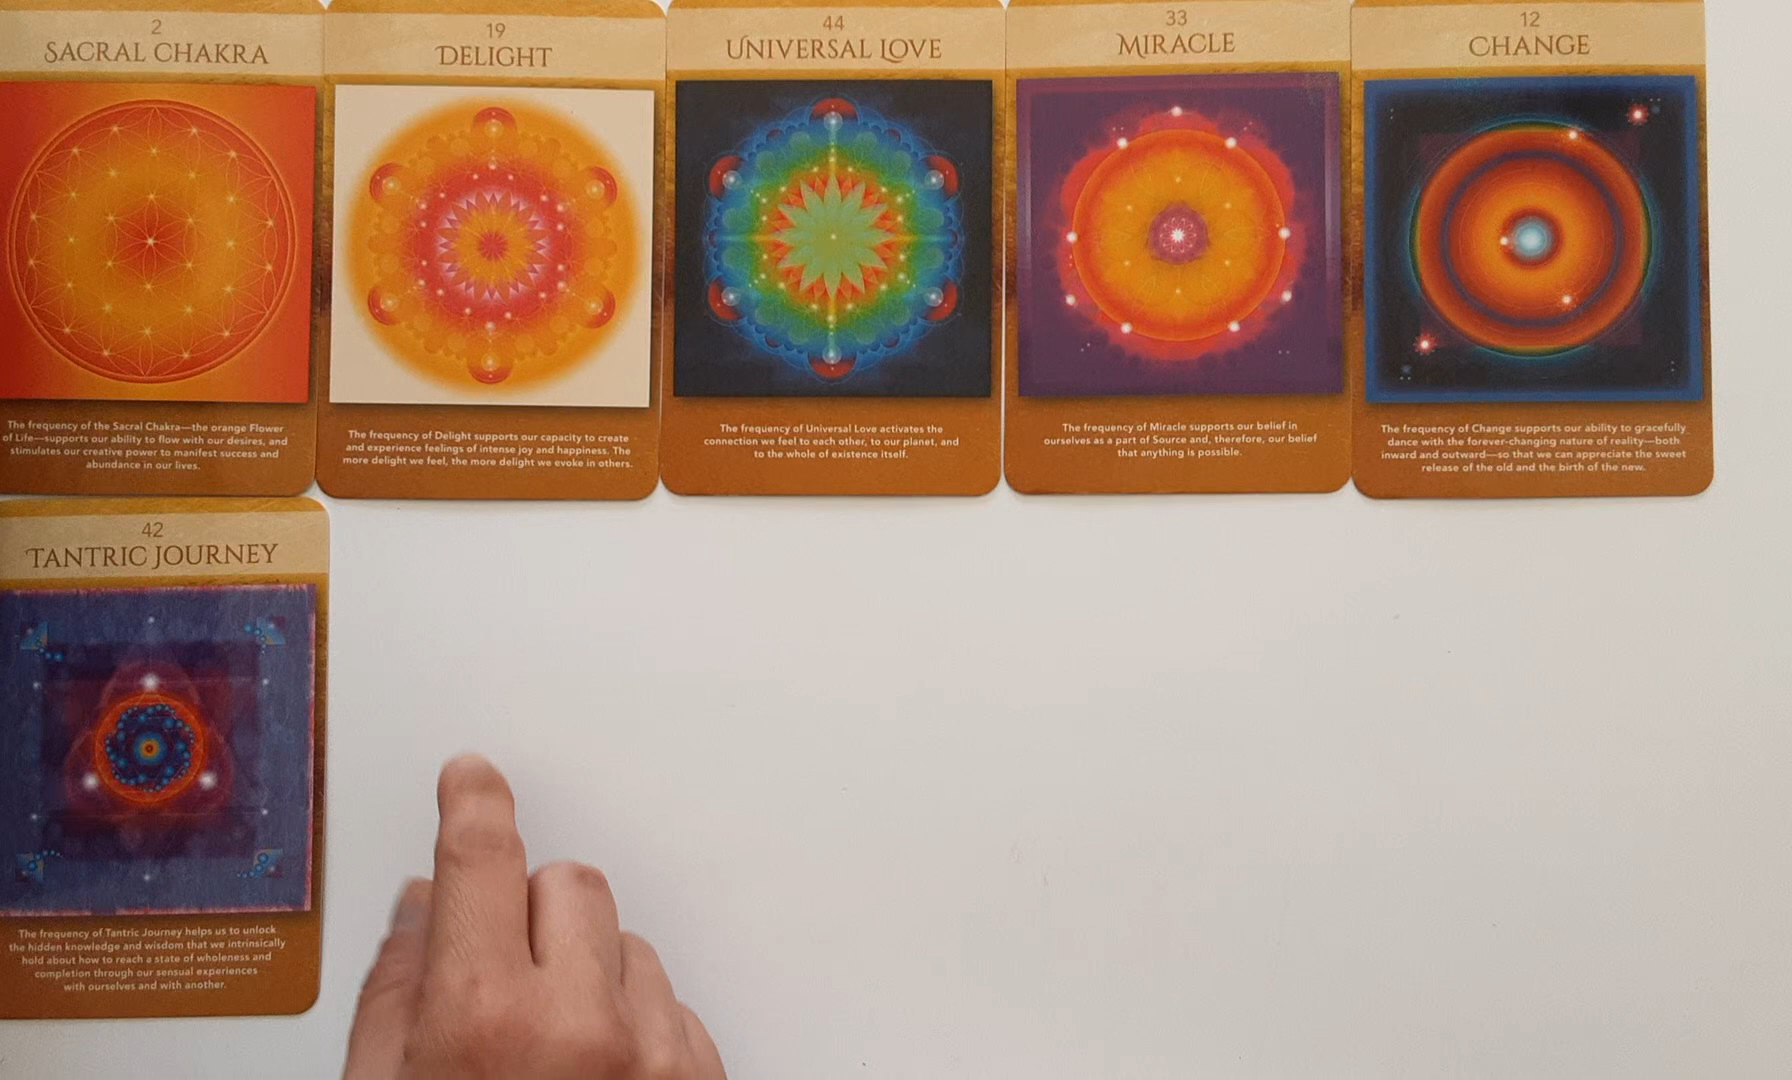 2
SACRAL CHAKRA
The frequency of the Sacral Chakra—the orange Flower
of Life—supports our ability to flow with our desires, and
stimulates our creative power to manifest success and
abundance in our lives.
19
DELIGHT
The frequency of Delight supports our capacity to create
and experience feelings of intense joy and happiness. The
more delight we feel, the more delight we evoke in others.
44
UNIVERSAL LOVE
The frequency of Universal Love activates the
connection we feel to each other, to our planet, and
to the whole of existence itself.
33
MIRACLE
The frequency of Miracle supports our belief in
ourselves as a part of Source and, therefore, our belief
that anything is possible.
12
CHANGE
The frequency of Change supports our ability to gracefully
dance with the forever-changing nature of reality—both
inward and outward—so that we can appreciate the sweet
release of the old and the birth of the new.
42
TANTRIC JOURNEY
The frequency of Tantric Journey helps us to unlock
the hidden knowledge and wisdom that we intrinsically
hold about how to reach a state of wholeness and
completion through our sensual experiences
with ourselves and with another.